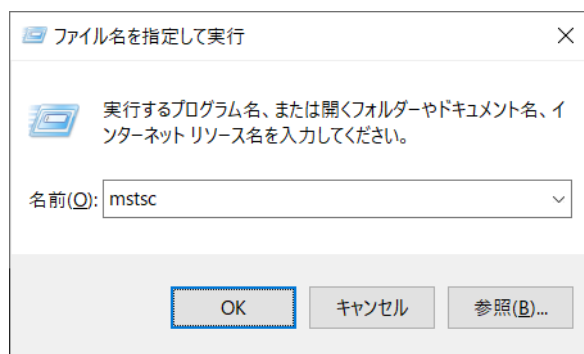 ファイル名を指定して実行
実行するプログラム名、または開くフォルダーやドキュメント名、イ
ンターネット リソース名を入力してください。
名前(O): mstsc
OK キャンセル 参照(B)...